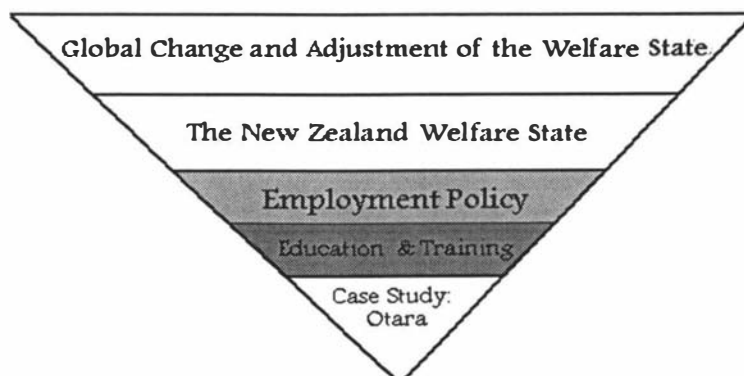 Global Change and Adjustment of the Welfare State.
The New Zealand Welfare State
Employment Policy
Education & Training
Case Study:
Otara